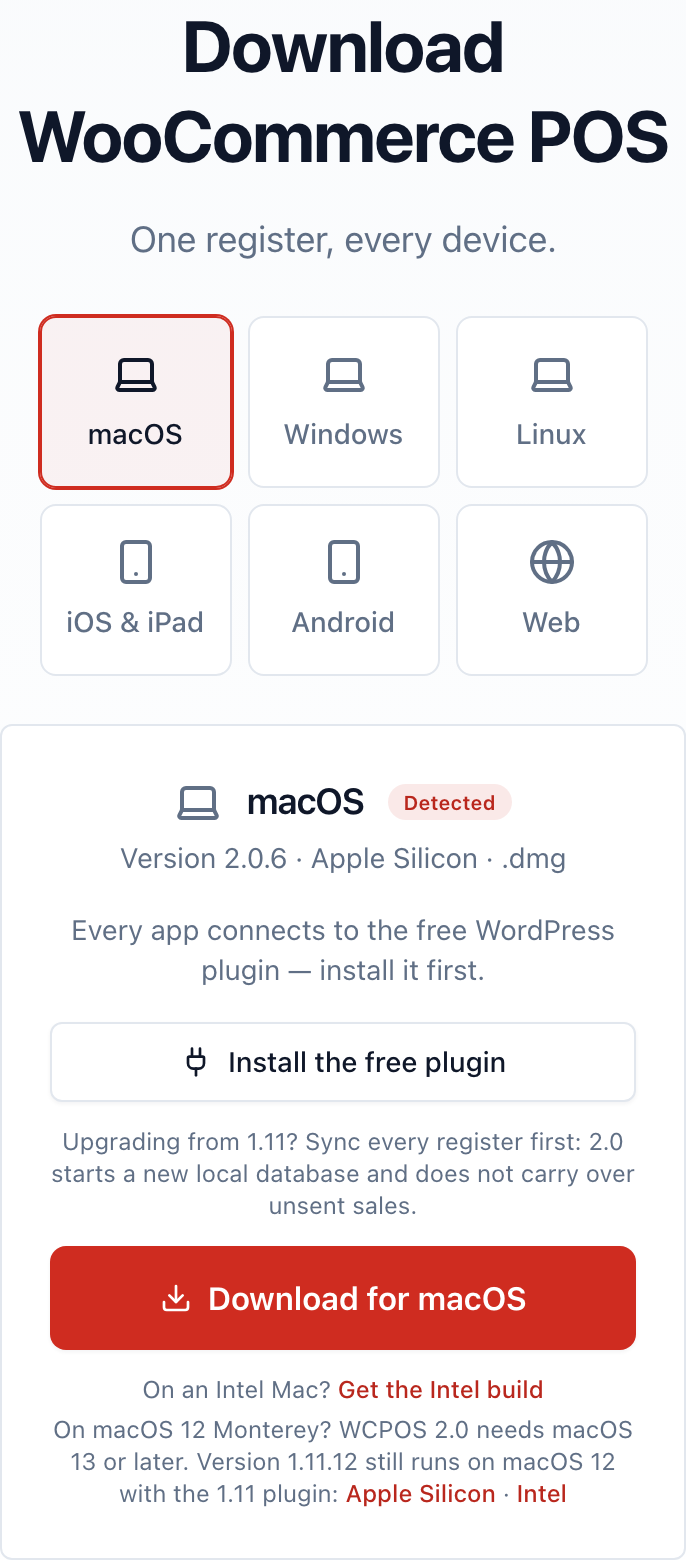 Download
WooCommerce POS
One register, every device.
macOS
Windows
Linux
iOS & iPad
Android
Web
macOS Detected
Version 2.0.6 · Apple Silicon · .dmg
Every app connects to the free WordPress
plugin — install it first.
Install the free plugin
Upgrading from 1.11? Sync every register first: 2.0
starts a new local database and does not carry over
unsent sales.
Download for macOS
On an Intel Mac? Get the Intel build
On macOS 12 Monterey? WCPOS 2.0 needs macOS
13 or later. Version 1.11.12 still runs on macOS 12
with the 1.11 plugin: Apple Silicon · Intel